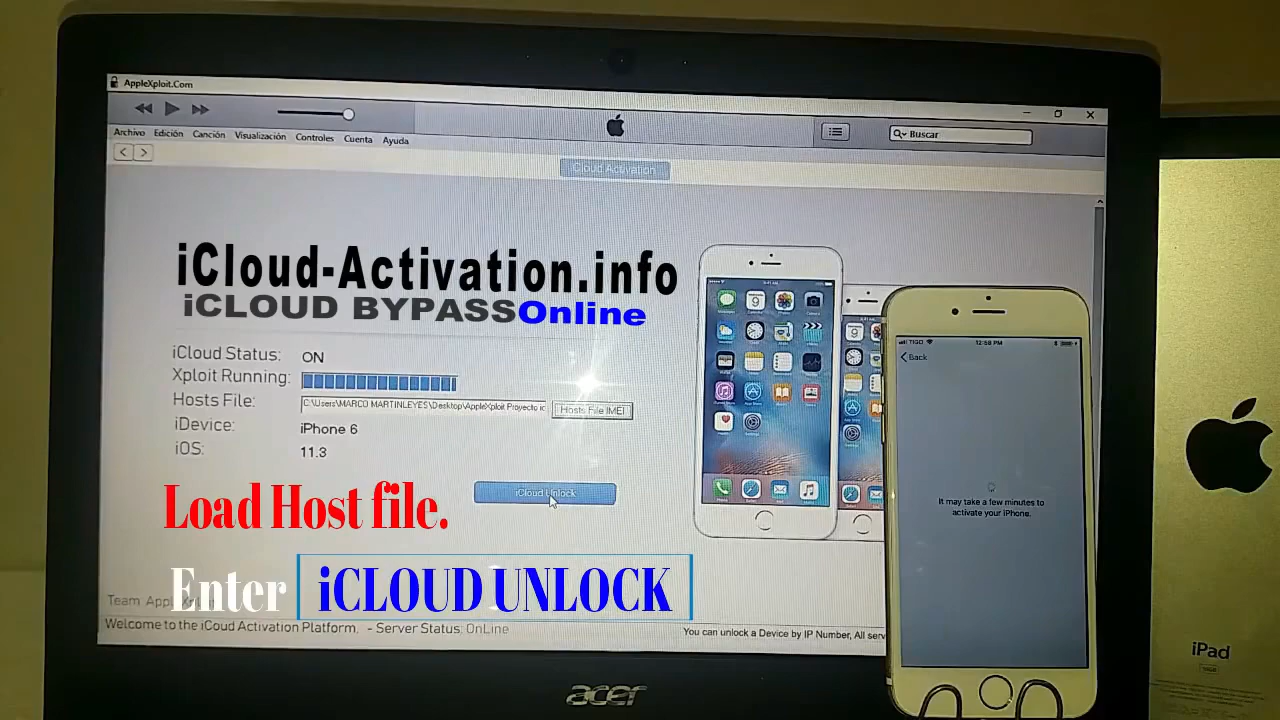 AppleXploit.Com
Archivo Edición Canción Visualización Controles Cuenta Ayuda
Buscar
iCloud Activation
iCloud-Activation.info
iCLOUD BYPASSOnline
iCloud Status: ON
Xploit Running:
Hosts File: C:\Users\MARCO MARTINLEYES\Desktop\AppleXploit Proyecto Hosts File IMEI
iDevice: iPhone 6
iOS: 11.3
iCloud Unlock
Load Host file.
Enter iCLOUD UNLOCK
Team
Welcome to the iCoud Activation Platform. - Server Status: OnLine
You can unlock a Device by IP Number, All
acer
TIGO 12:58 PM
Back
It may take a few minutes to
activate your iPhone.
iPad